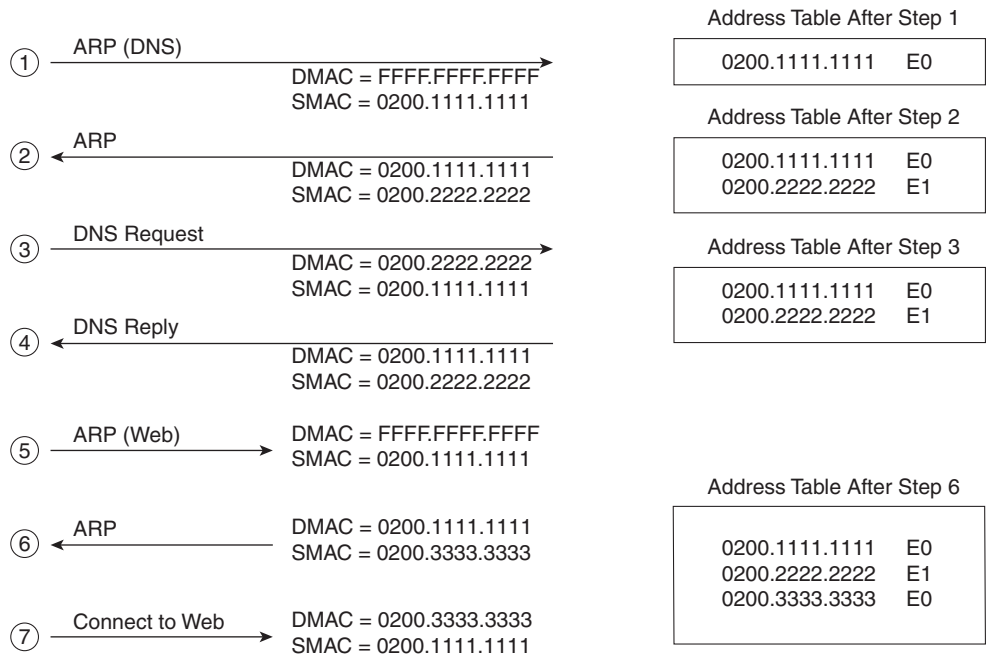 1
ARP (DNS)
DMAC = FFFF.FFFF.FFFF
SMAC = 0200.1111.1111
Address Table After Step 1
0200.1111.1111 E0
2
ARP
DMAC = 0200.1111.1111
SMAC = 0200.2222.2222
Address Table After Step 2
0200.1111.1111 E0
0200.2222.2222 E1
3
DNS Request
DMAC = 0200.2222.2222
SMAC = 0200.1111.1111
Address Table After Step 3
0200.1111.1111 E0
0200.2222.2222 E1
4
DNS Reply
DMAC = 0200.1111.1111
SMAC = 0200.2222.2222
5
ARP (Web)
DMAC = FFFF.FFFF.FFFF
SMAC = 0200.1111.1111
6
ARP
DMAC = 0200.1111.1111
SMAC = 0200.3333.3333
Address Table After Step 6
0200.1111.1111 E0
0200.2222.2222 E1
0200.3333.3333 E0
7
Connect to Web
DMAC = 0200.3333.3333
SMAC = 0200.1111.1111